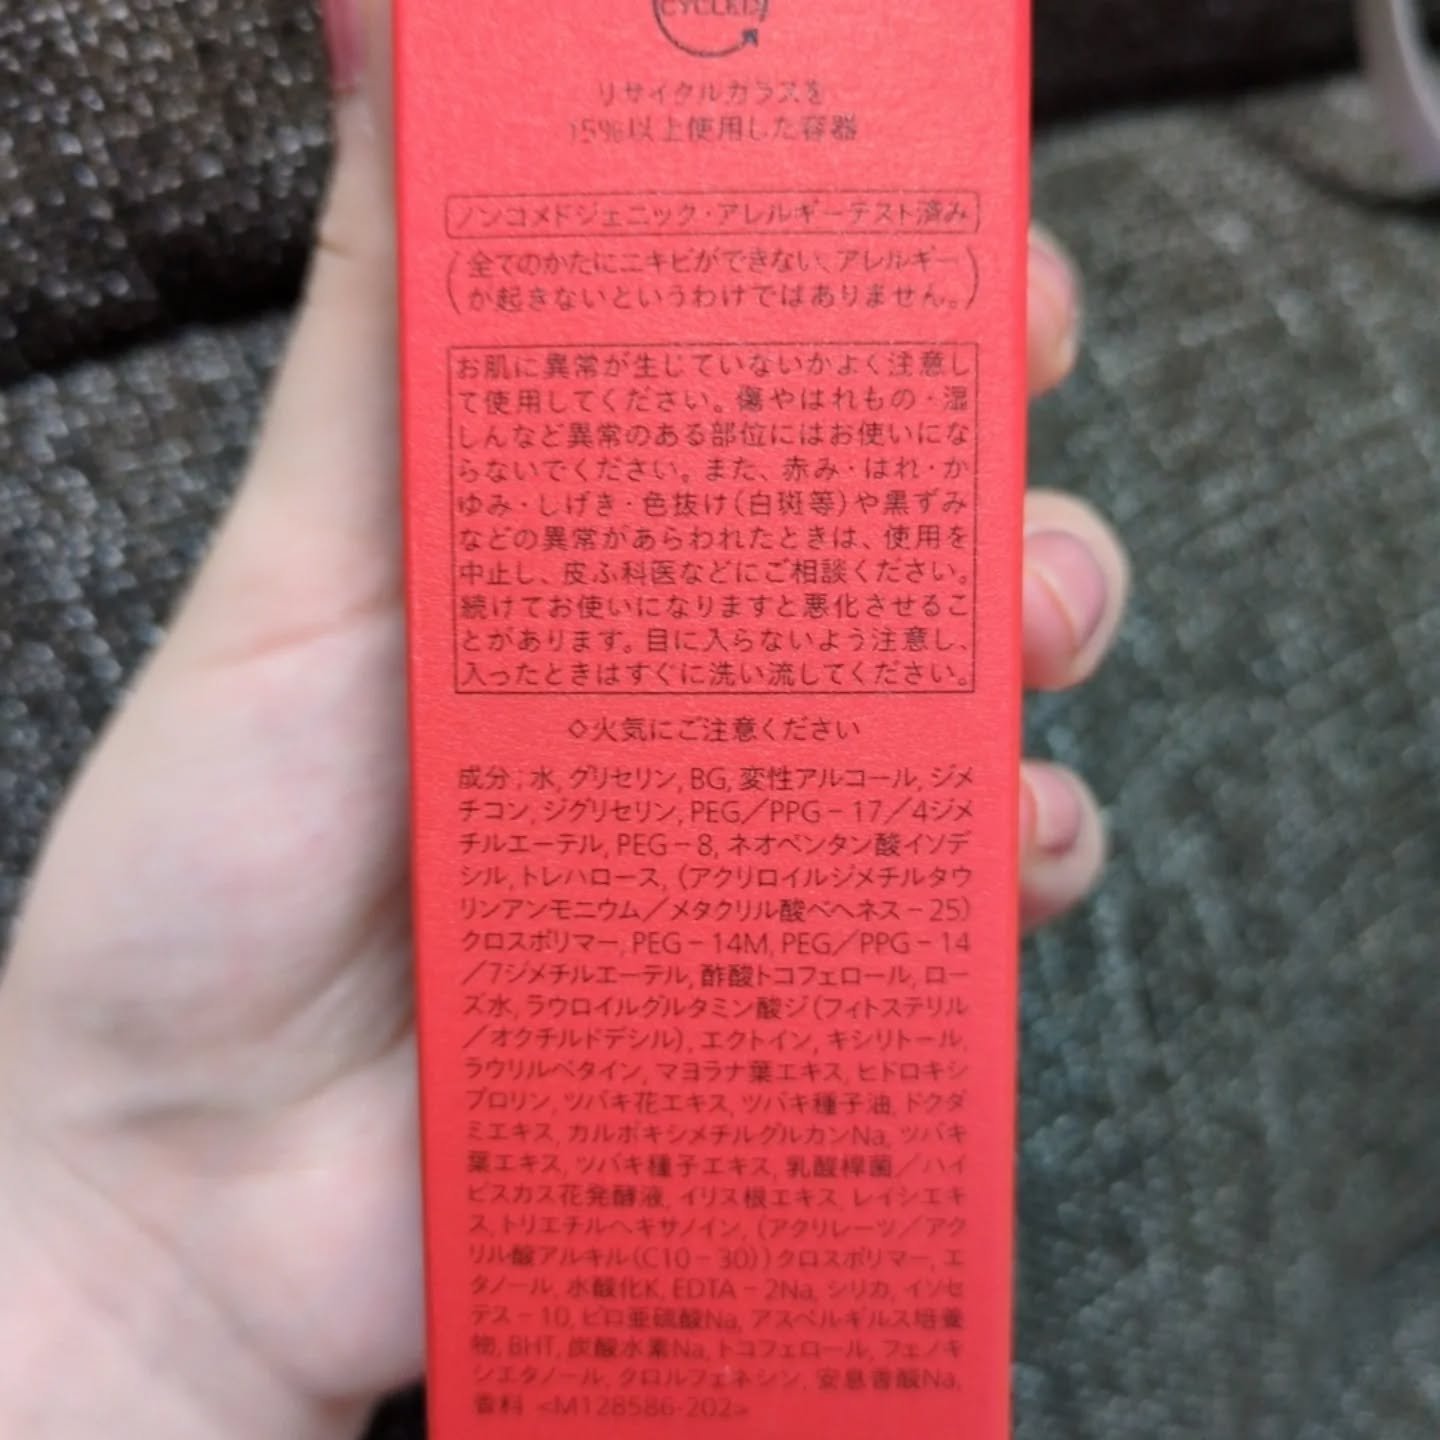 CYCLED
リサイクルガラスを
15%以上使用した容器
ノンコメドジェニック・アレルギーテスト済み
(全てのかたにニキビができない、アレルギー
が起きないというわけではありません。)
お肌に異常が生じていないかよく注意し
て使用してください。傷やはれもの・湿
しんなど異常のある部位にはお使いにな
らないでください。また、赤み・はれ・か
ゆみ・しげき・色抜け(白斑等)や黒ずみ
などの異常があらわれたときは、使用を
中止し、皮ふ科医などにご相談ください。
続けてお使いになりますと悪化させるこ
とがあります。目に入らないよう注意し、
入ったときはすぐに洗い流してください。
◇火気にご注意ください
成分:水, グリセリン, BG, 変性アルコール, ジメ
チコン, ジグリセリン, PEG/PPG-17/4ジメ
チルエーテル, PEG-8, ネオペンタン酸イソデ
シル, トレハロース, (アクリロイルジメチルタウ
リンアンモニウム/メタクリル酸ベヘネス-25)
クロスポリマー, PEG-14M, PEG/PPG-14
/7ジメチルエーテル, 酢酸トコフェロール, ロー
ズ水, ラウロイルグルタミン酸ジ(フィトステリル
/オクチルドデシル), エクトイン, キシリトール,
ラウリルベタイン, マヨラナ葉エキス, ヒドロキシ
プロリン, ツバキ花エキス, ツバキ種子油, ドクダ
ミエキス, カルボキシメチルグルカンNa, ツバキ
葉エキス, ツバキ種子エキス, 乳酸桿菌/ハイ
ビスカス花発酵液, イリス根エキス, レイシエキ
ス, トリエチルヘキサノイン, (アクリレーツ/アク
リル酸アルキル(C10-30))クロスポリマー, エ
タノール, 水酸化K, EDTA-2Na, シリカ, イソセ
テス-10, ピロ亜硫酸Na, アスペルギルス培養
物, BHT, 炭酸水素Na, トコフェロール, フェノキ
シエタノール, クロルフェネシン, 安息香酸Na,
香料 <M128586-202>